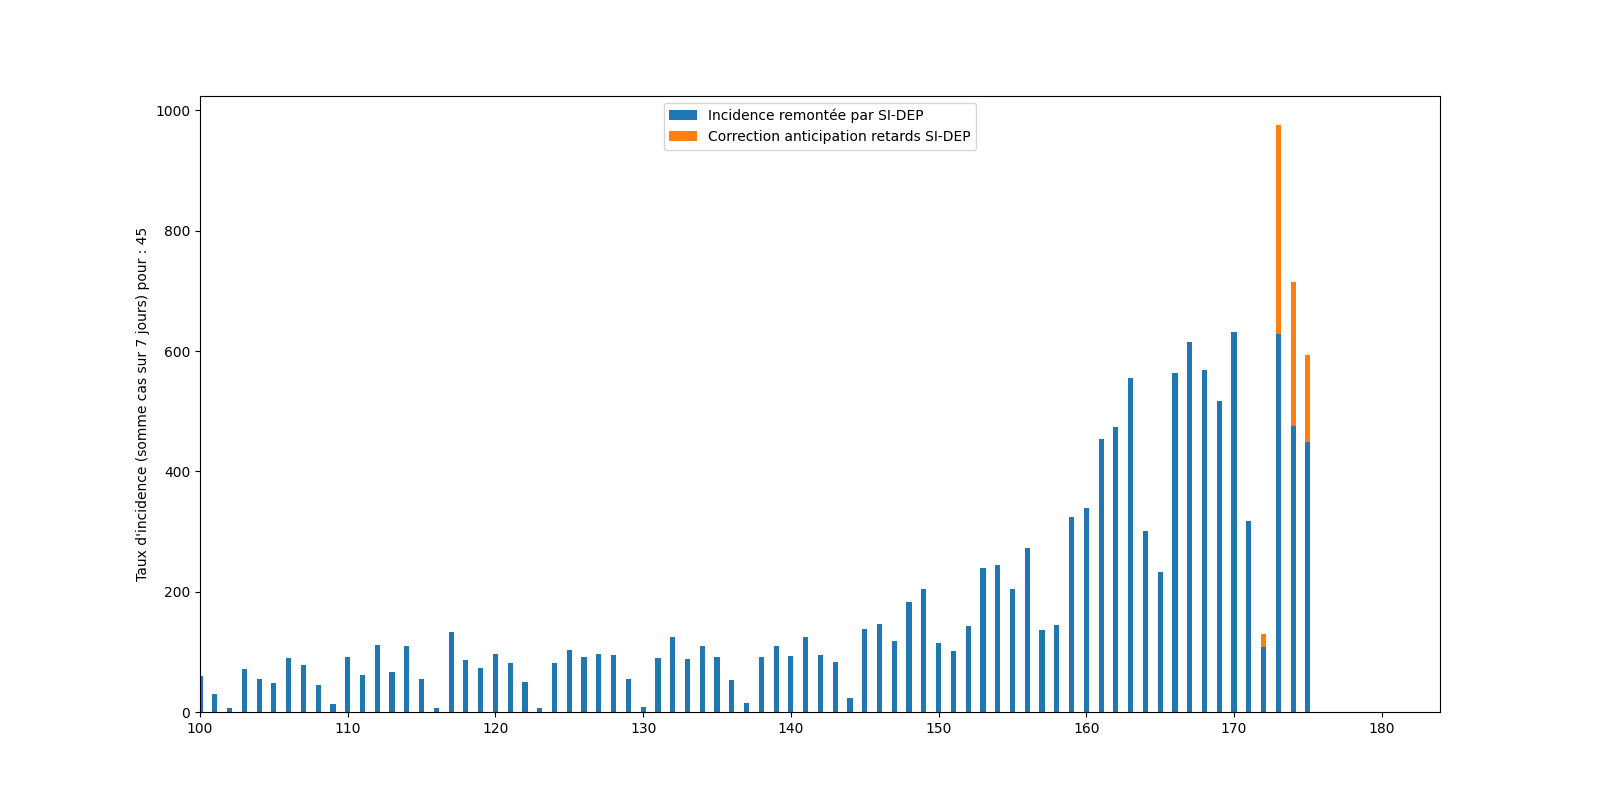 Incidence remontée par SI-DEP
Correction anticipation retards SI-DEP
Taux d'incidence (somme cas sur 7 jours) pour : 45
1000
800
600
400
200
0
100 110 120 130 140 150 160 170 180